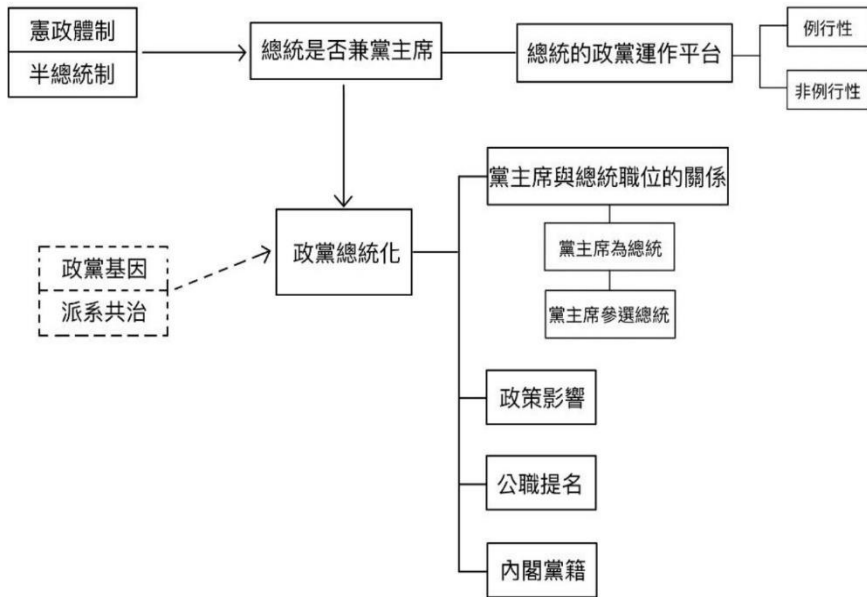 憲政體制
半總統制
總統是否兼黨主席
總統的政黨運作平台
例行性
非例行性
黨主席與總統職位的關係
黨主席為總統
黨主席參選總統
政黨總統化
政黨基因
派系共治
政策影響
公職提名
內閣黨籍